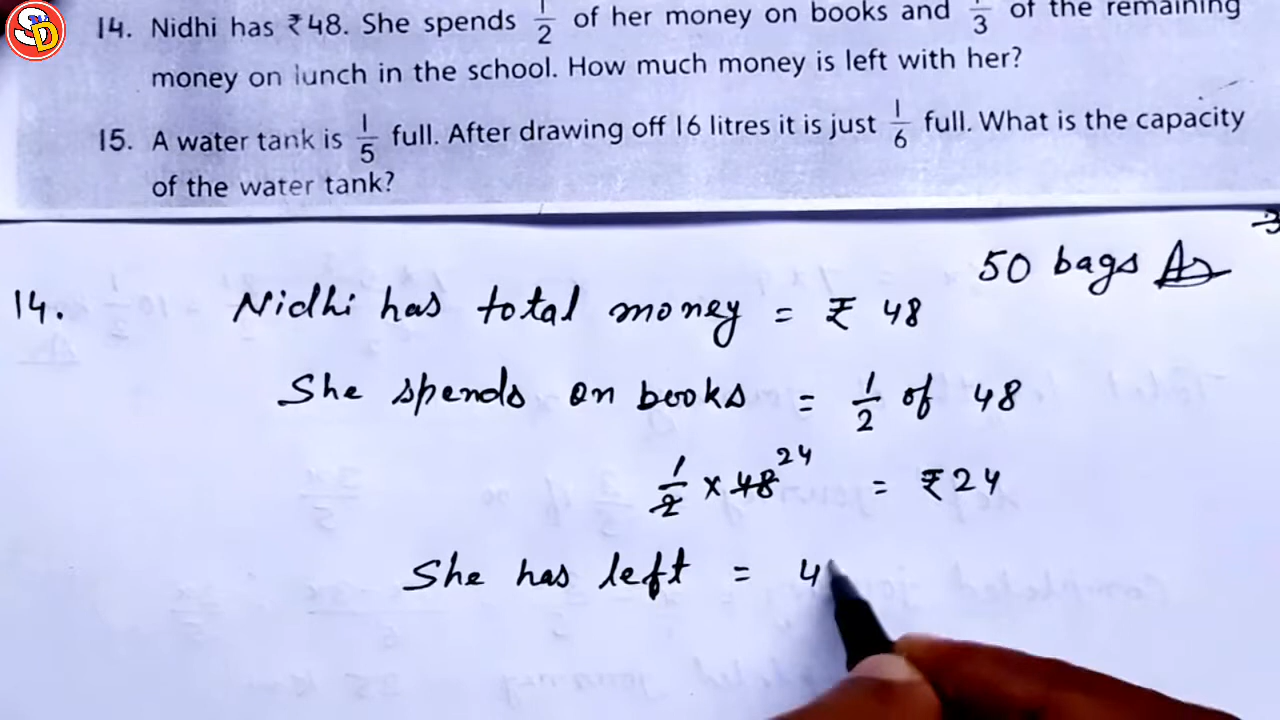 SD
14. Nidhi has ₹48. She spends 1/2 of her money on books and 1/3 of the remaining
money on lunch in the school. How much money is left with her?
15. A water tank is 1/5 full. After drawing off 16 litres it is just 1/6 full. What is the capacity
of the water tank?
50 bags
14. Nidhi has total money = ₹ 48
She spends on books = 1/2 of 48
1/2 × 48 24 = ₹24
She has left = 4